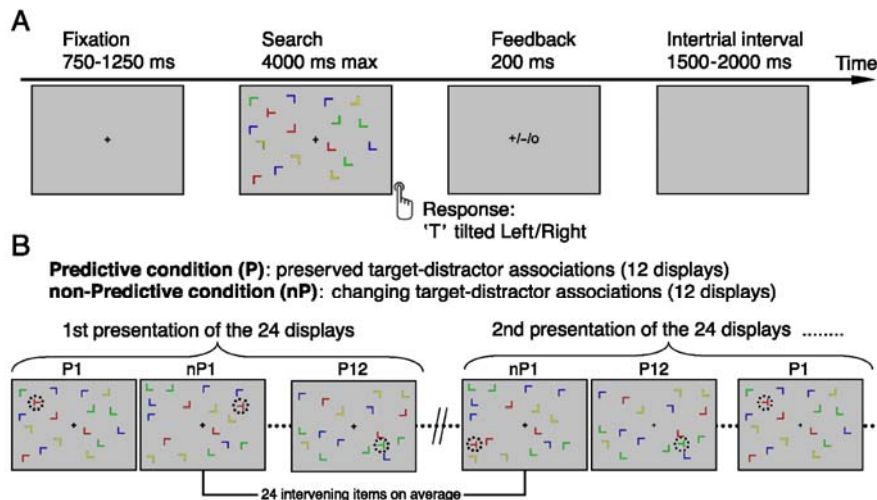 A
Fixation
750-1250 ms
Search
4000 ms max
Feedback
200 ms
Intertrial interval
1500-2000 ms
Time
+
+
+/–/o
Response:
'T' tilted Left/Right
B
Predictive condition (P): preserved target-distractor associations (12 displays)
non-Predictive condition (nP): changing target-distractor associations (12 displays)
1st presentation of the 24 displays
2nd presentation of the 24 displays ........
P1
nP1
P12
nP1
P12
P1
24 intervening items on average